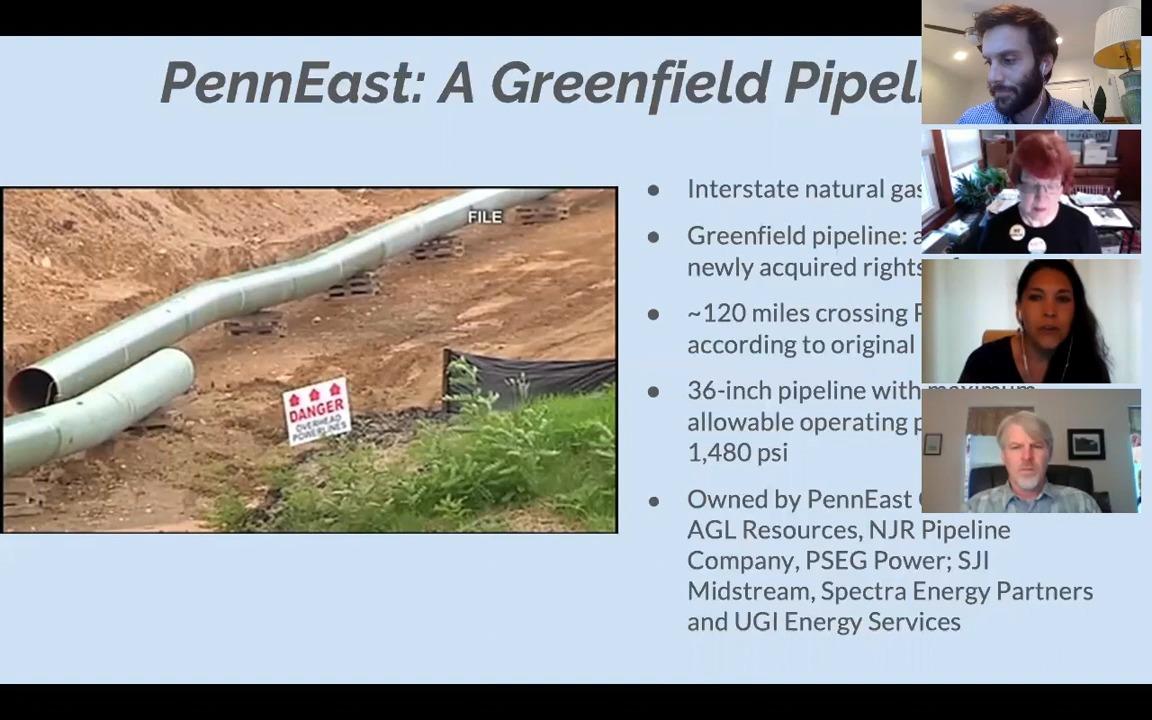 PennEast: A Greenfield Pipel
FILE
DANGER
OVERHEAD
POWERLINES
Interstate natural gas
Greenfield pipeline:
newly acquired rights
~120 miles crossing
according to original
36-inch pipeline with maximum
allowable operating
1,480 psi
Owned by PennEast
AGL Resources, NJR Pipeline
Company, PSEG Power; SJI
Midstream, Spectra Energy Partners
and UGI Energy Services